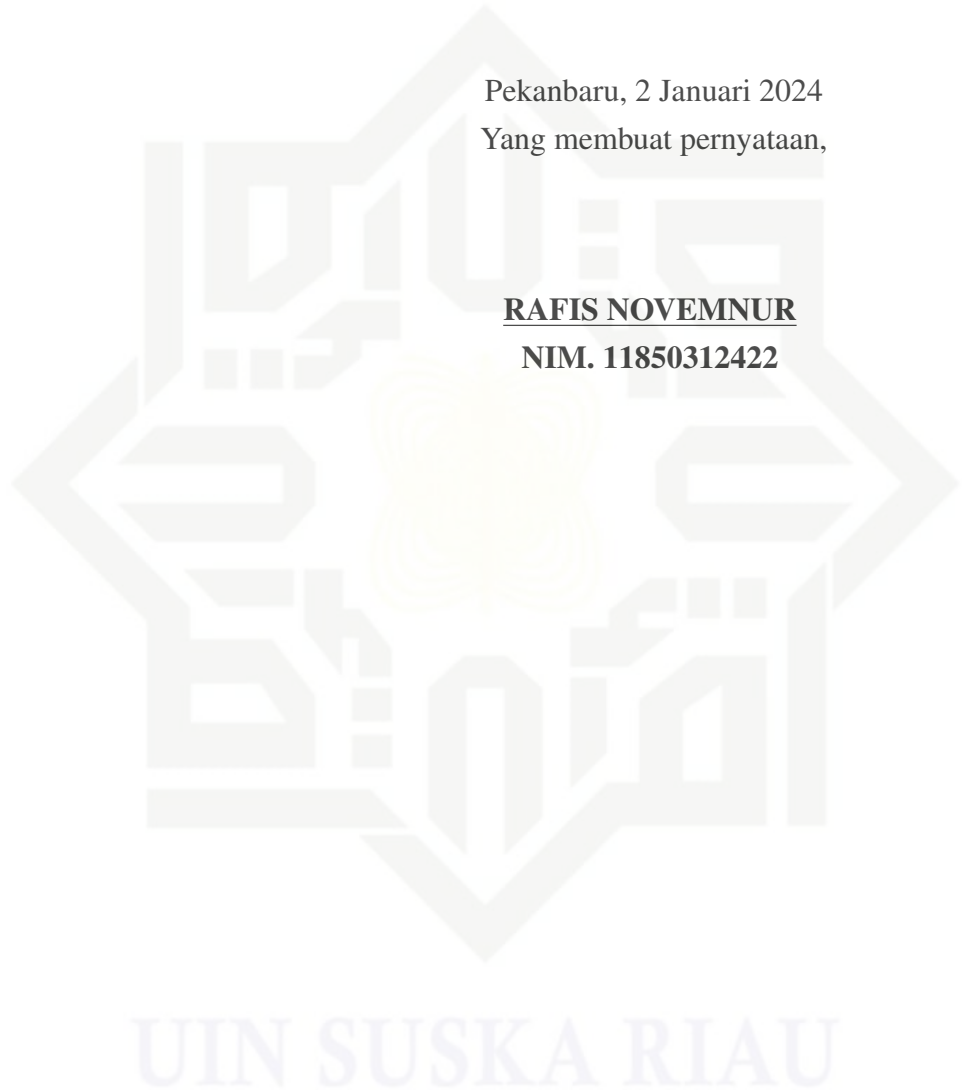 Pekanbaru, 2 Januari 2024
Yang membuat pernyataan,
RAFIS NOVEMNUR
NIM. 11850312422
UIN SUSKA RIAU